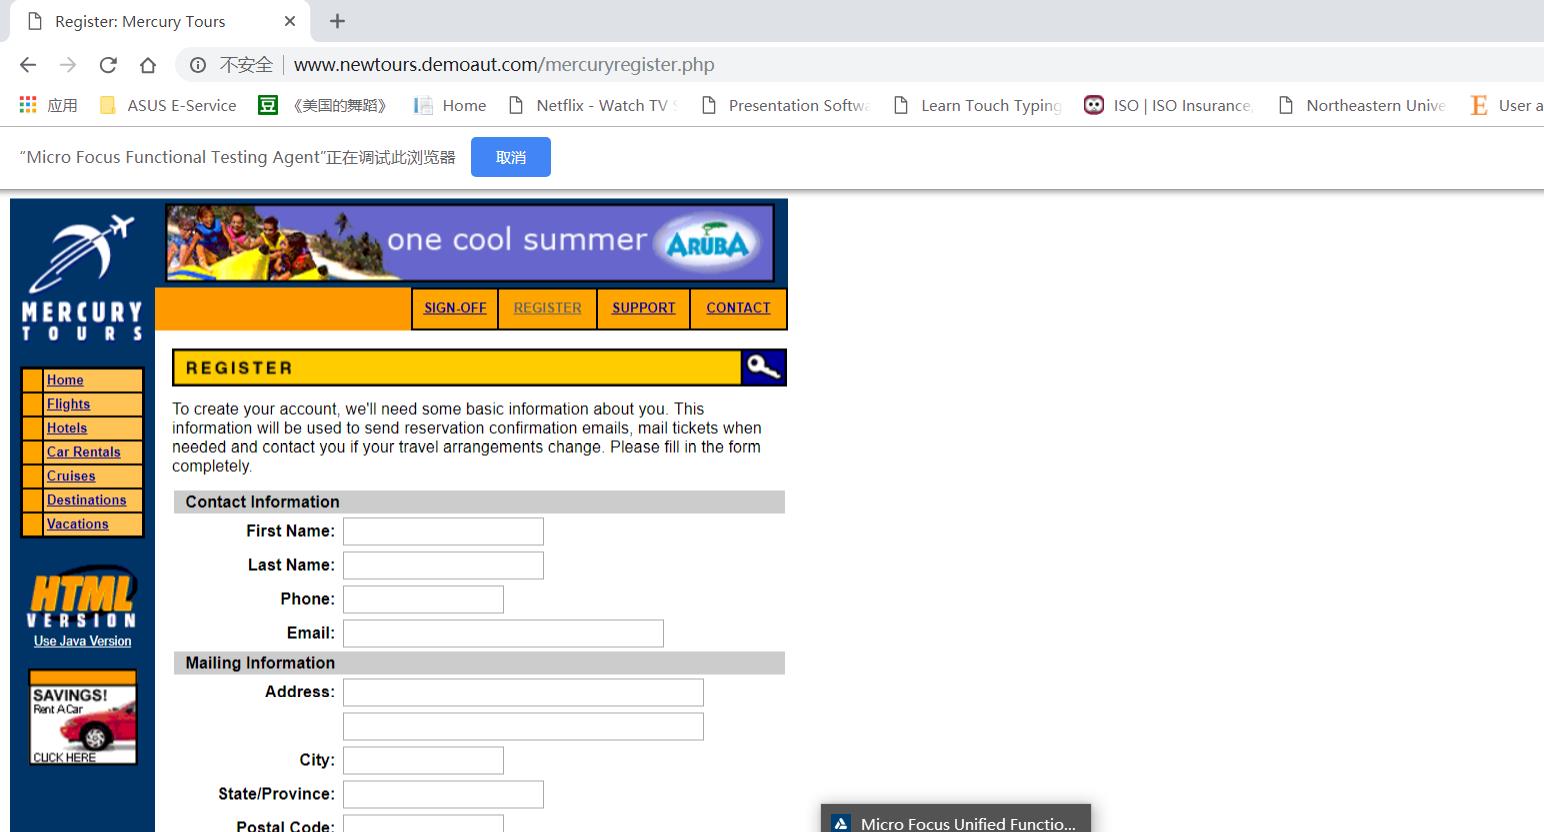 Register: Mercury Tours
不安全 www.newtours.demoaut.com/mercuryregister.php
应用 ASUS E-Service 豆 《美国的舞蹈》 Home Netflix - Watch TV S Presentation Softwa Learn Touch Typing ISO | ISO Insurance, Northeastern Unive E User a
“Micro Focus Functional Testing Agent”正在调试此浏览器 取消
one cool summer ARUBA
MERCURY
TOURS
SIGN-OFF REGISTER SUPPORT CONTACT
REGISTER
Home
Flights
Hotels
Car Rentals
Cruises
Destinations
Vacations
To create your account, we'll need some basic information about you. This
information will be used to send reservation confirmation emails, mail tickets when
needed and contact you if your travel arrangements change. Please fill in the form
completely.
Contact Information
First Name:
Last Name:
Phone:
Email:
Mailing Information
Address:
City:
State/Province:
Postal Code:
HTML
VERSION
Use Java Version
SAVINGS!
Rent A Car
CLICK HERE
Micro Focus Unified Functio...